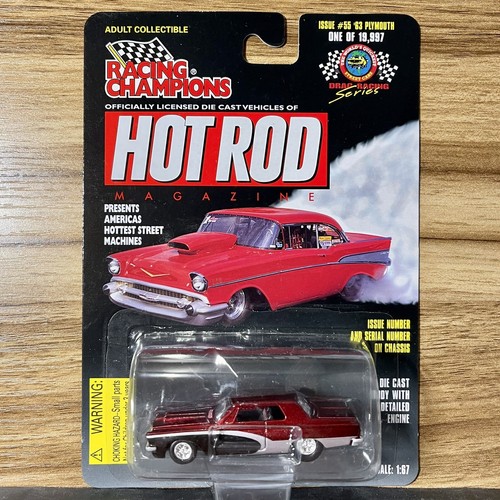 ADULT COLLECTIBLE
RACING
CHAMPIONS®
OFFICIALLY LICENSED DIE CAST VEHICLES OF
HOT ROD
MAGAZINE
PRESENTS
AMERICAS
HOTTEST STREET
MACHINES
ISSUE #55 '63 PLYMOUTH
ONE OF 19,997
DRAG RACING
Series
ISSUE NUMBER
AND SERIAL NUMBER
ON CHASSIS
DIE CAST
ODY WITH
DETAILED
ENGINE
ALE: 1:67
WARNING:
CHOKING HAZARD-Small parts